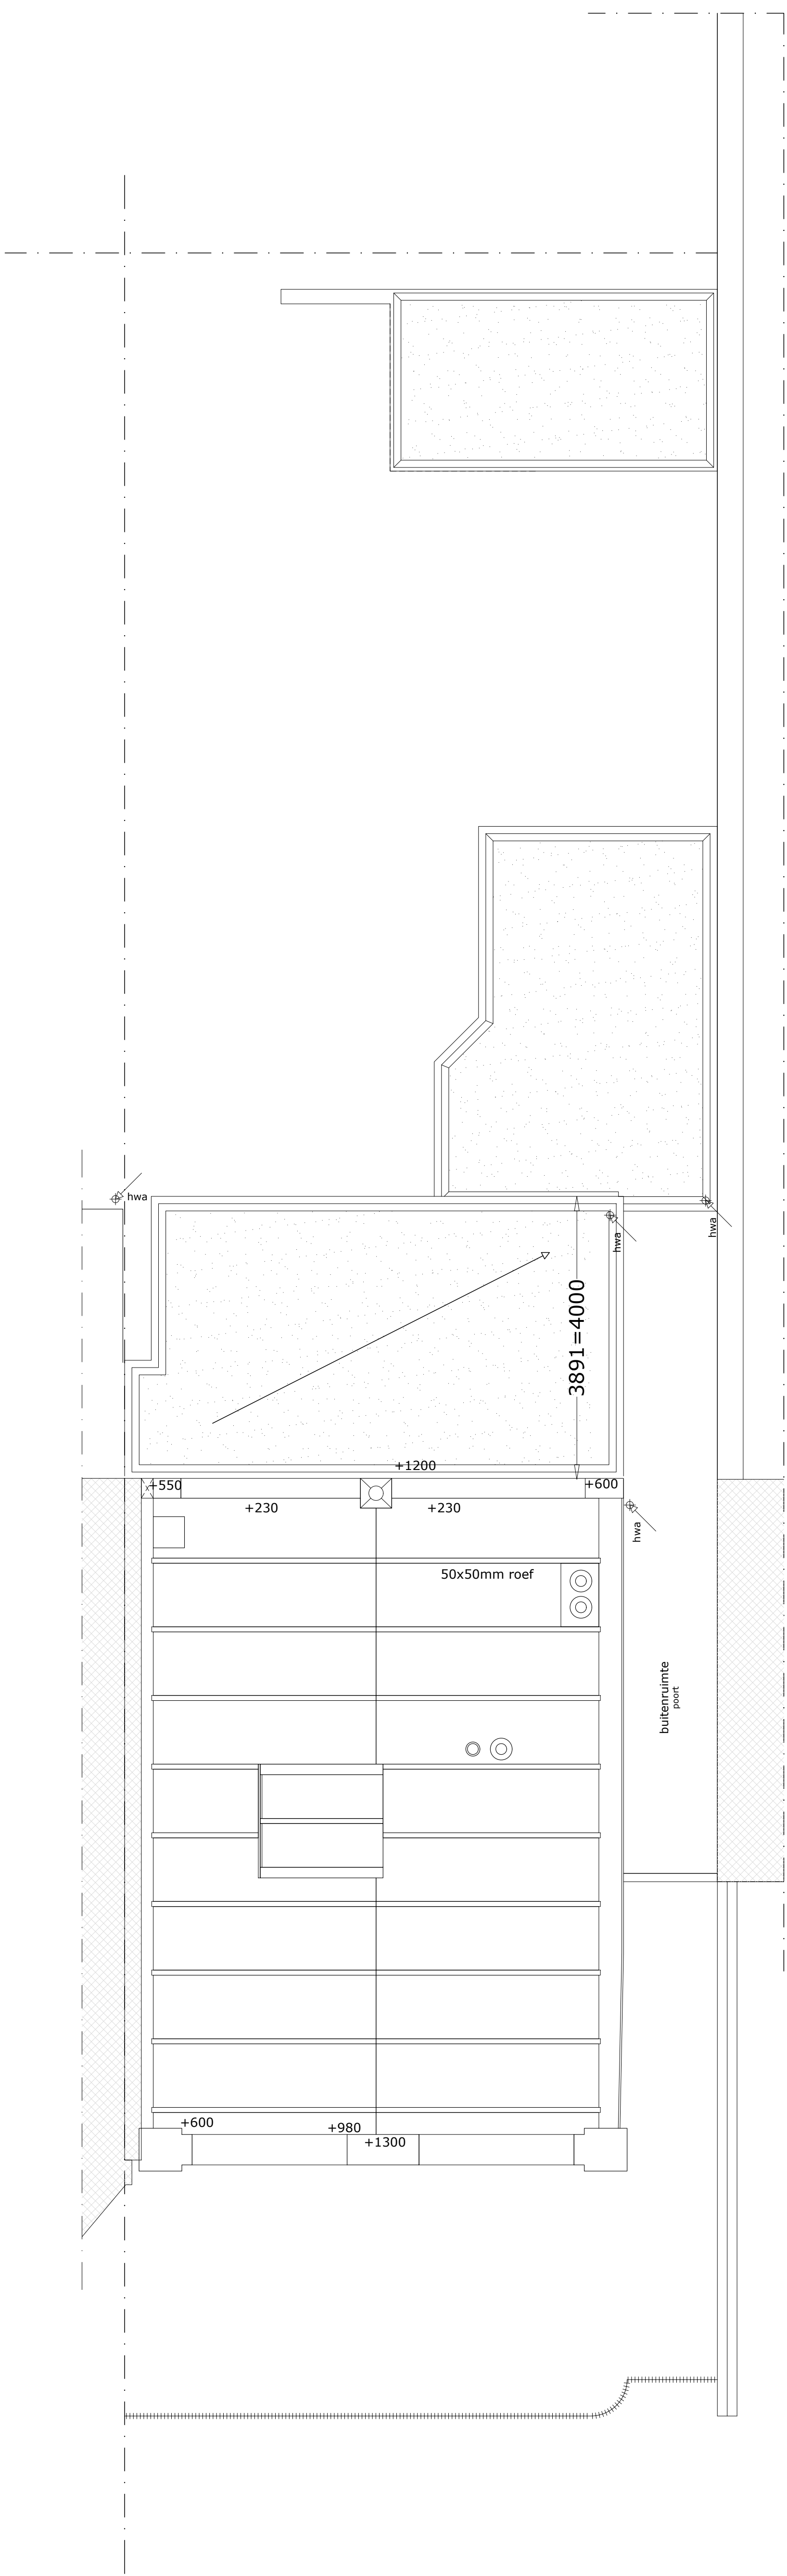 hwa
hwa
hwa
3891=4000
+1200
+550
+600
+230
+230
hwa
50x50mm roef
buitenruimte
poort
+600
+980
+1300